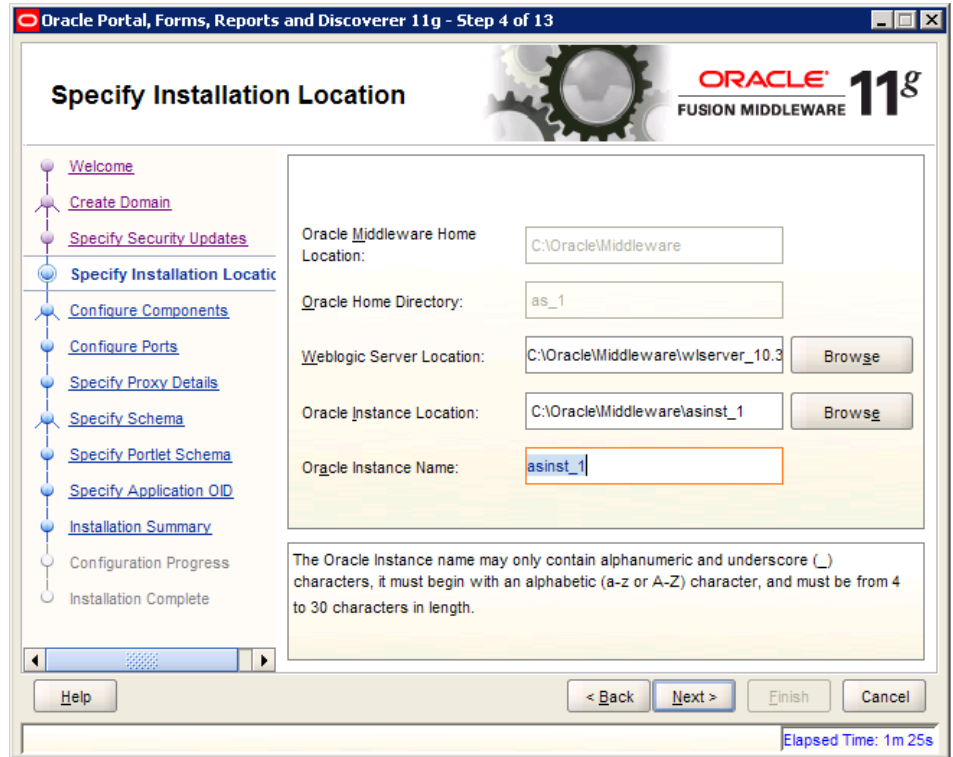 Oracle Portal, Forms, Reports and Discoverer 11g - Step 4 of 13
Specify Installation Location
ORACLE
FUSION MIDDLEWARE
11g
Welcome
Create Domain
Specify Security Updates
Specify Installation Locatic
Configure Components
Configure Ports
Specify Proxy Details
Specify Schema
Specify Portlet Schema
Specify Application OID
Installation Summary
Configuration Progress
Installation Complete
Oracle Middleware Home
Location:
C:\Oracle\Middleware
Oracle Home Directory:
as_1
Weblogic Server Location:
C:\Oracle\Middleware\wlserver_10.3
Browse
Oracle Instance Location:
C:\Oracle\Middleware\asinst_1
Browse
Oracle Instance Name:
asinst_1
The Oracle Instance name may only contain alphanumeric and underscore (_)
characters, it must begin with an alphabetic (a-z or A-Z) character, and must be from 4
to 30 characters in length.
Help
< Back
Next >
Finish
Cancel
Elapsed Time: 1m 25s